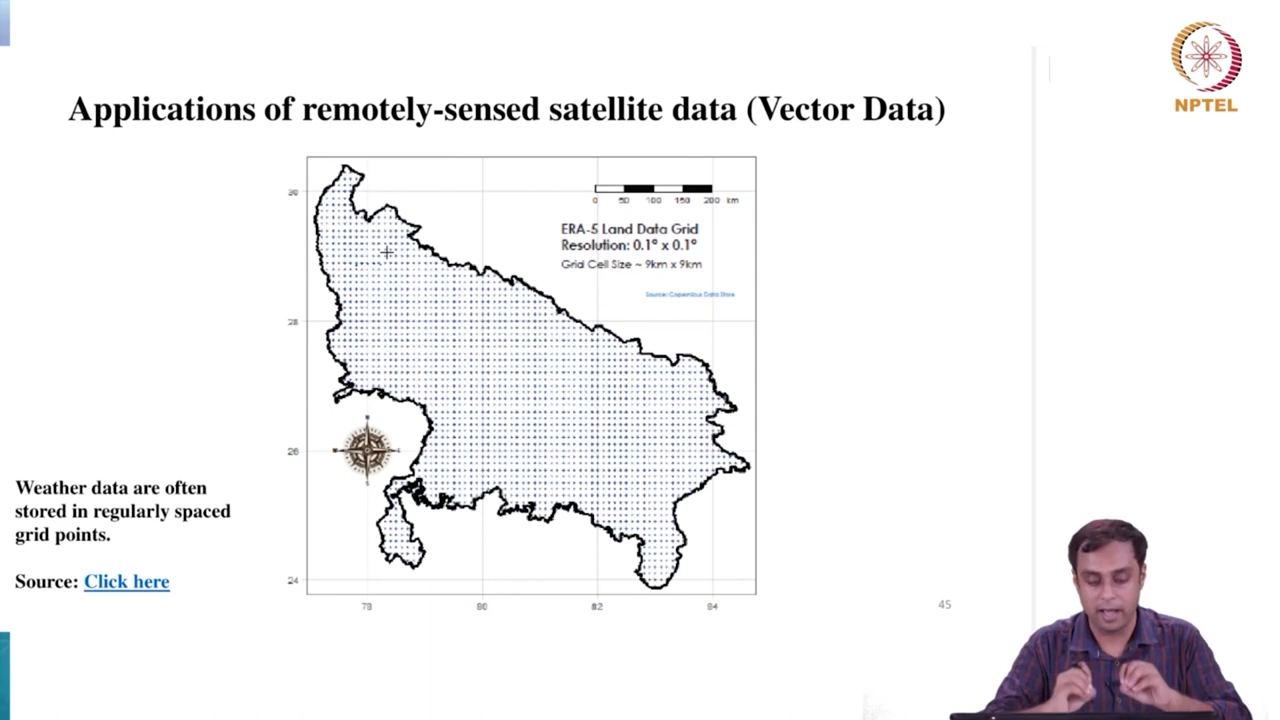 NPTEL
Applications of remotely-sensed satellite data (Vector Data)
0 50 100 150 200 km
ERA-5 Land Data Grid
Resolution: 0.1° x 0.1°
Grid Cell Size ~ 9km x 9km
Source: Copernicus Data Store
30
28
26
24
78 80 82 84
Weather data are often
stored in regularly spaced
grid points.
Source: Click here
45